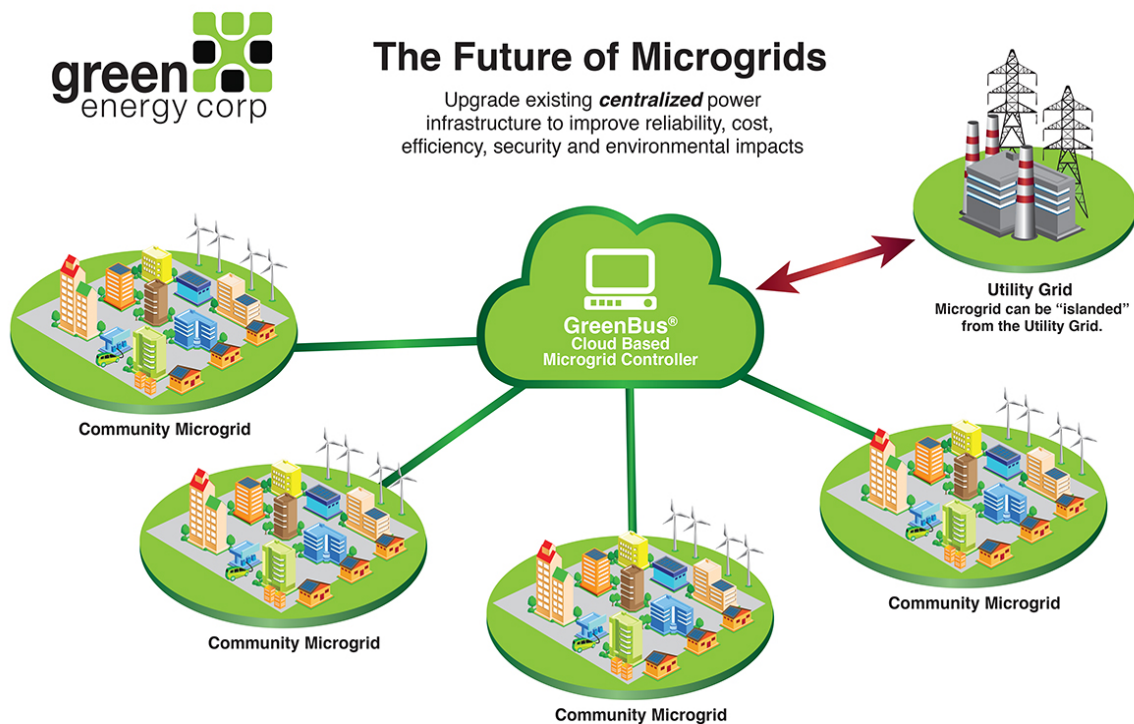 green
energy corp
The Future of Microgrids
Upgrade existing centralized power
infrastructure to improve reliability, cost,
efficiency, security and environmental impacts
Utility Grid
Microgrid can be “islanded”
from the Utility Grid.
GreenBus®
Cloud Based
Microgrid Controller
Community Microgrid
Community Microgrid
Community Microgrid
Community Microgrid